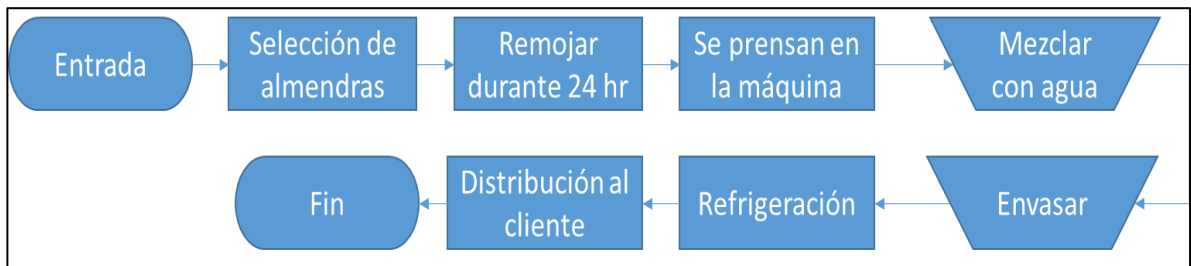 Entrada
Selección de
almendras
Remojar
durante 24 hr
Se prensan en
la máquina
Mezclar
con agua
Envasar
Refrigeración
Distribución al
cliente
Fin